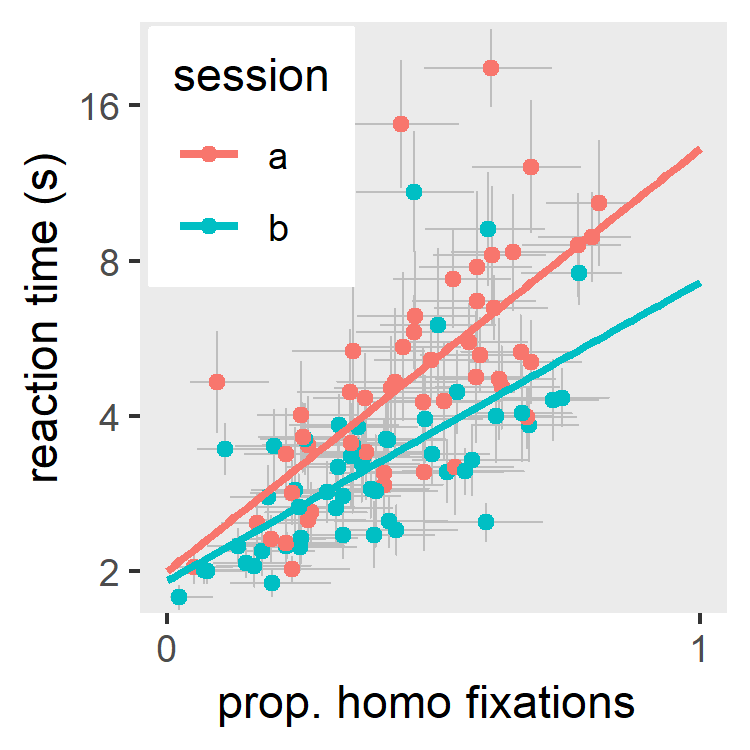 session
a
b
16
8
4
2
reaction time (s)
0
1
prop. homo fixations